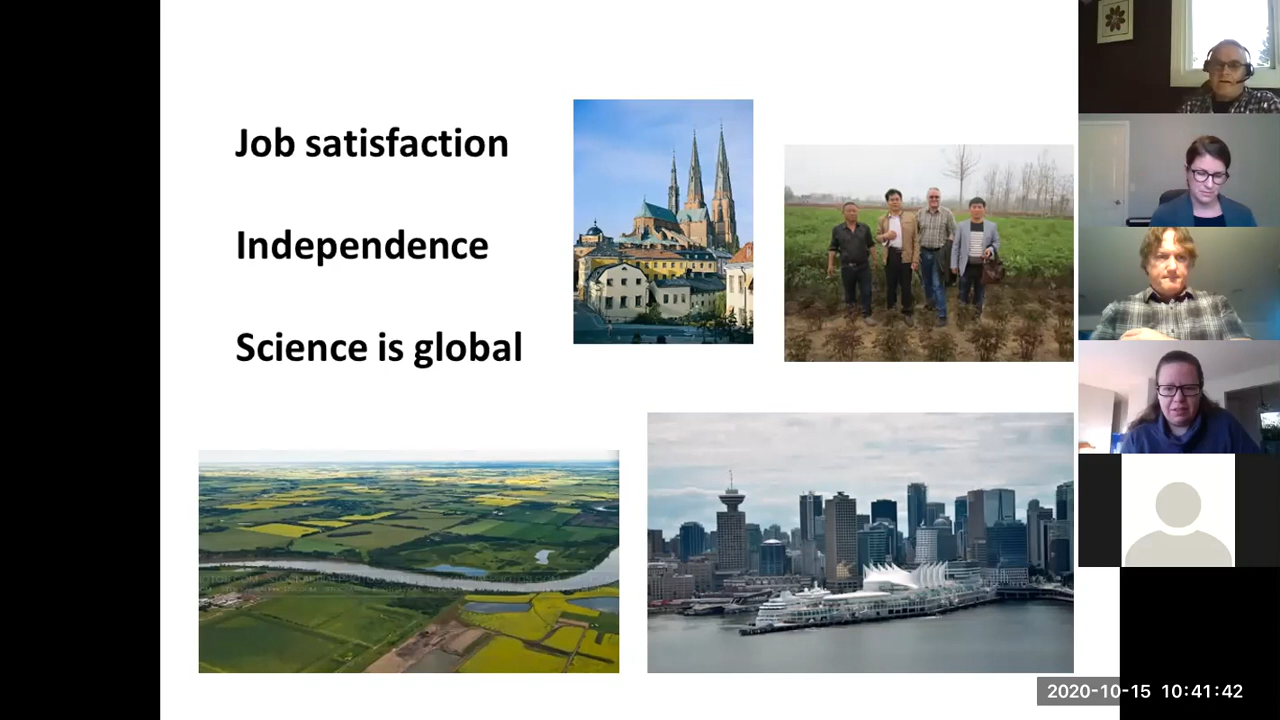 Job satisfaction
Independence
Science is global
2020-10-15 10:41:42